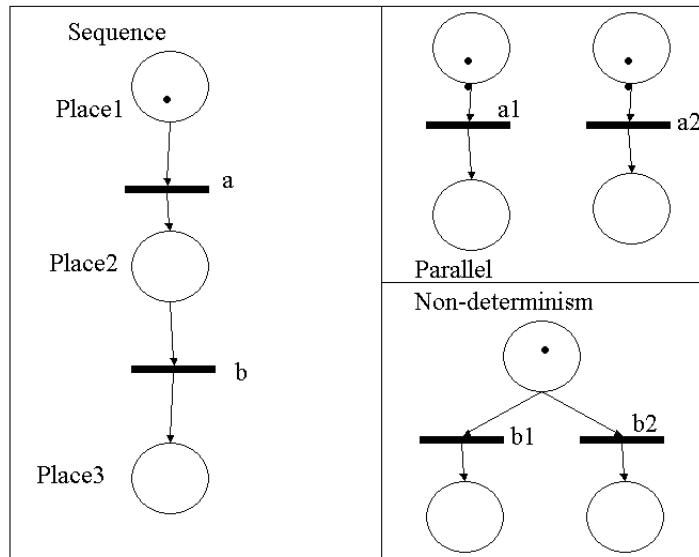 Sequence
Place1
a
Place2
b
Place3
a1
a2
Parallel
Non-determinism
b1
b2